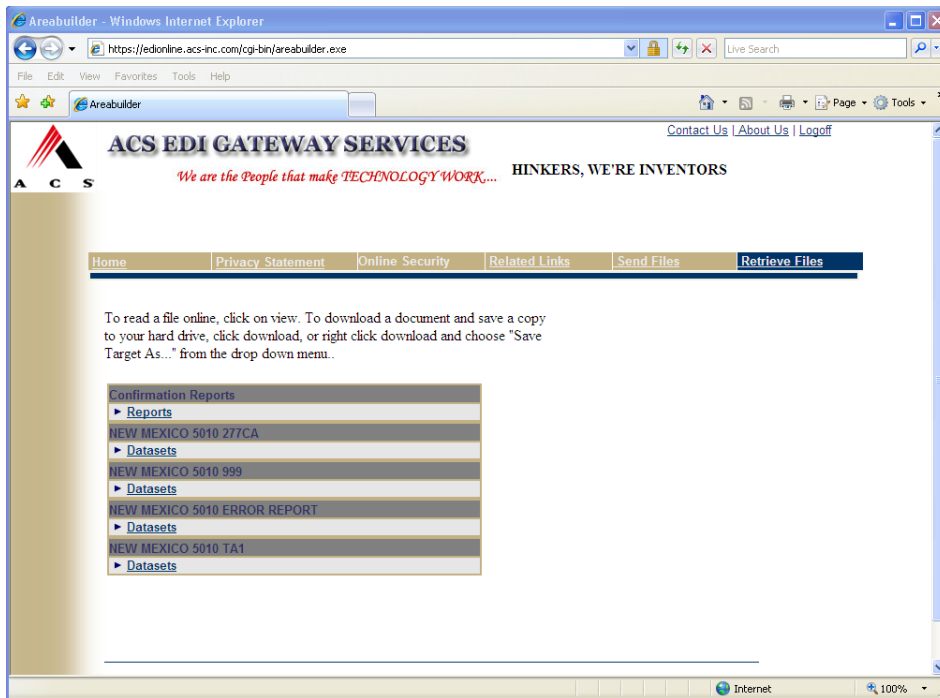 Areabuilder - Windows Internet Explorer
https://edionline.acs-inc.com/cgi-bin/areabuilder.exe
Live Search
File Edit View Favorites Tools Help
Areabuilder
Page Tools
ACS EDI GATEWAY SERVICES
We are the People that make TECHNOLOGY WORK,...
Contact Us | About Us | Logoff
HINKERS, WE'RE INVENTORS
A C S
Home Privacy Statement Online Security Related Links Send Files Retrieve Files
To read a file online, click on view. To download a document and save a copy
to your hard drive, click download, or right click download and choose "Save
Target As..." from the drop down menu..
Confirmation Reports
Reports
NEW MEXICO 5010 277CA
Datasets
NEW MEXICO 5010 999
Datasets
NEW MEXICO 5010 ERROR REPORT
Datasets
NEW MEXICO 5010 TA1
Datasets
Internet 100%